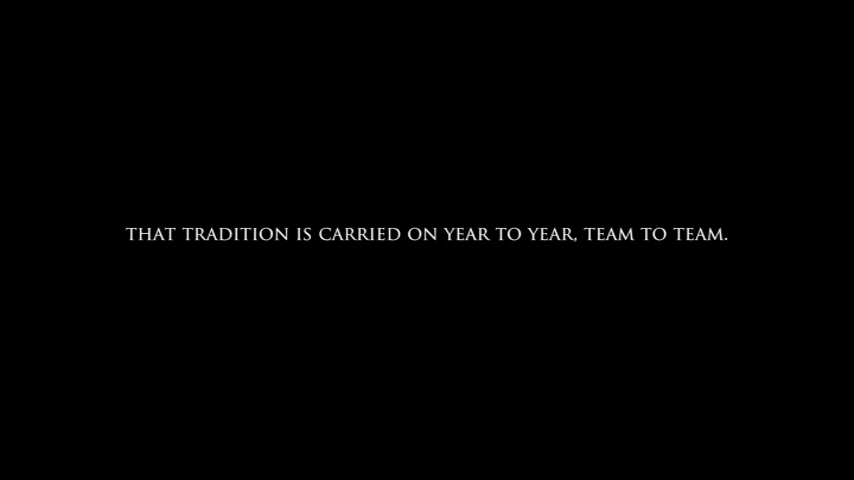 THAT TRADITION IS CARRIED ON YEAR TO YEAR, TEAM TO TEAM.